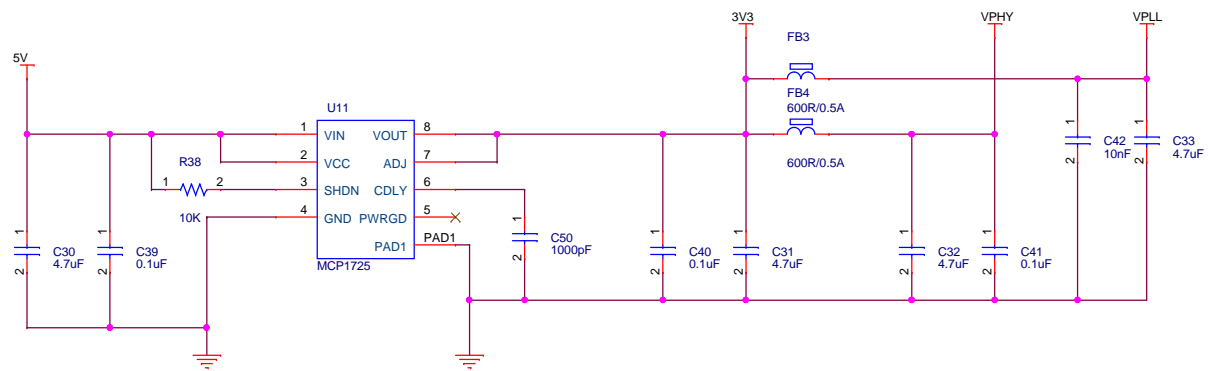 3V3
VPHY
VPLL
FB3
5V
FB4
600R/0.5A
U11
1
VIN
VOUT
8
2
VCC
ADJ
7
600R/0.5A
R38
1
2
3
SHDN
CDLY
6
10K
4
GND
PWRGD
5
PAD1
PAD1
MCP1725
1
C30
4.7uF
2
1
C39
0.1uF
2
1
C50
1000pF
2
1
C40
0.1uF
2
1
C31
4.7uF
2
1
C32
4.7uF
2
1
C41
0.1uF
2
1
C42
10nF
2
1
C33
4.7uF
2